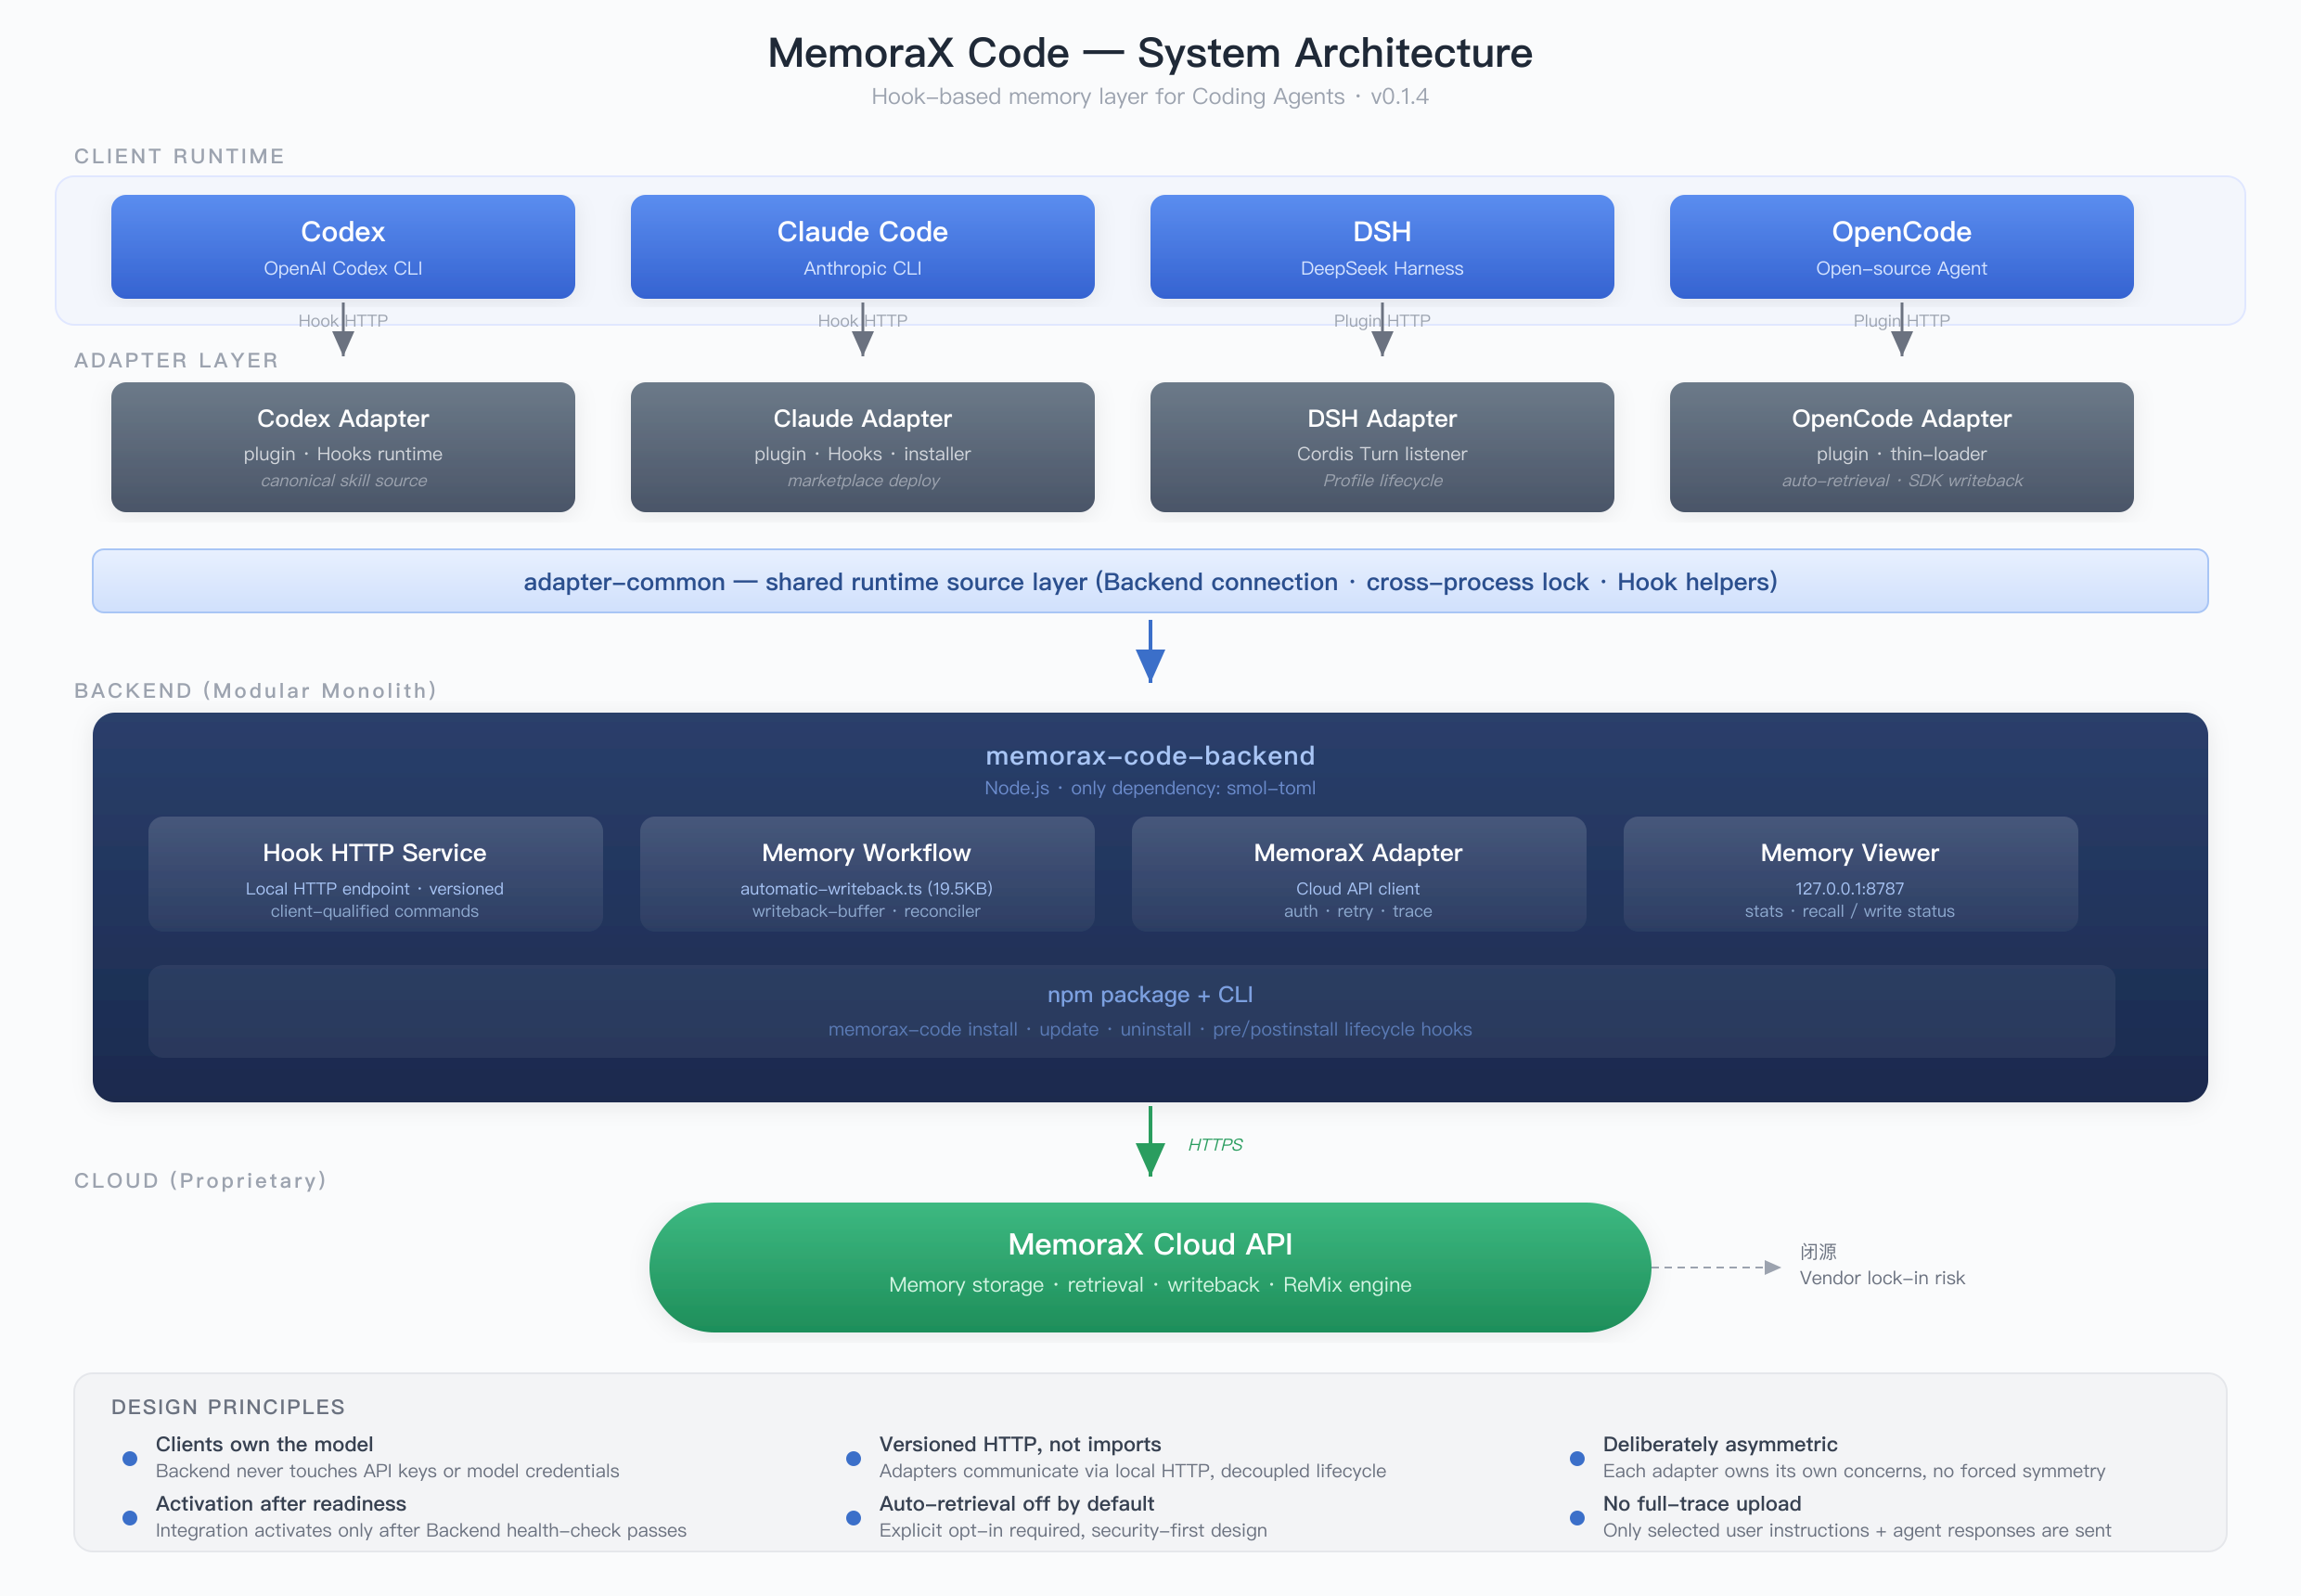 MemoraX Code — System Architecture
Hook-based memory layer for Coding Agents · v0.1.4
CLIENT RUNTIME
Codex
OpenAI Codex CLI
Claude Code
Anthropic CLI
DSH
DeepSeek Harness
OpenCode
Open-source Agent
Hook HTTP
Hook HTTP
Plugin HTTP
Plugin HTTP
ADAPTER LAYER
Codex Adapter
plugin · Hooks runtime
canonical skill source
Claude Adapter
plugin · Hooks · installer
marketplace deploy
DSH Adapter
Cordis Turn listener
Profile lifecycle
OpenCode Adapter
plugin · thin-loader
auto-retrieval · SDK writeback
adapter-common — shared runtime source layer (Backend connection · cross-process lock · Hook helpers)
BACKEND (Modular Monolith)
memorax-code-backend
Node.js · only dependency: smol-toml
Hook HTTP Service
Local HTTP endpoint · versioned
client-qualified commands
Memory Workflow
automatic-writeback.ts (19.5KB)
writeback-buffer · reconciler
MemoraX Adapter
Cloud API client
auth · retry · trace
Memory Viewer
127.0.0.1:8787
stats · recall / write status
npm package + CLI
memorax-code install · update · uninstall · pre/postinstall lifecycle hooks
HTTPS
CLOUD (Proprietary)
MemoraX Cloud API
Memory storage · retrieval · writeback · ReMix engine
闭源
Vendor lock-in risk
DESIGN PRINCIPLES
Clients own the model
Backend never touches API keys or model credentials
Versioned HTTP, not imports
Adapters communicate via local HTTP, decoupled lifecycle
Deliberately asymmetric
Each adapter owns its own concerns, no forced symmetry
Activation after readiness
Integration activates only after Backend health-check passes
Auto-retrieval off by default
Explicit opt-in required, security-first design
No full-trace upload
Only selected user instructions + agent responses are sent